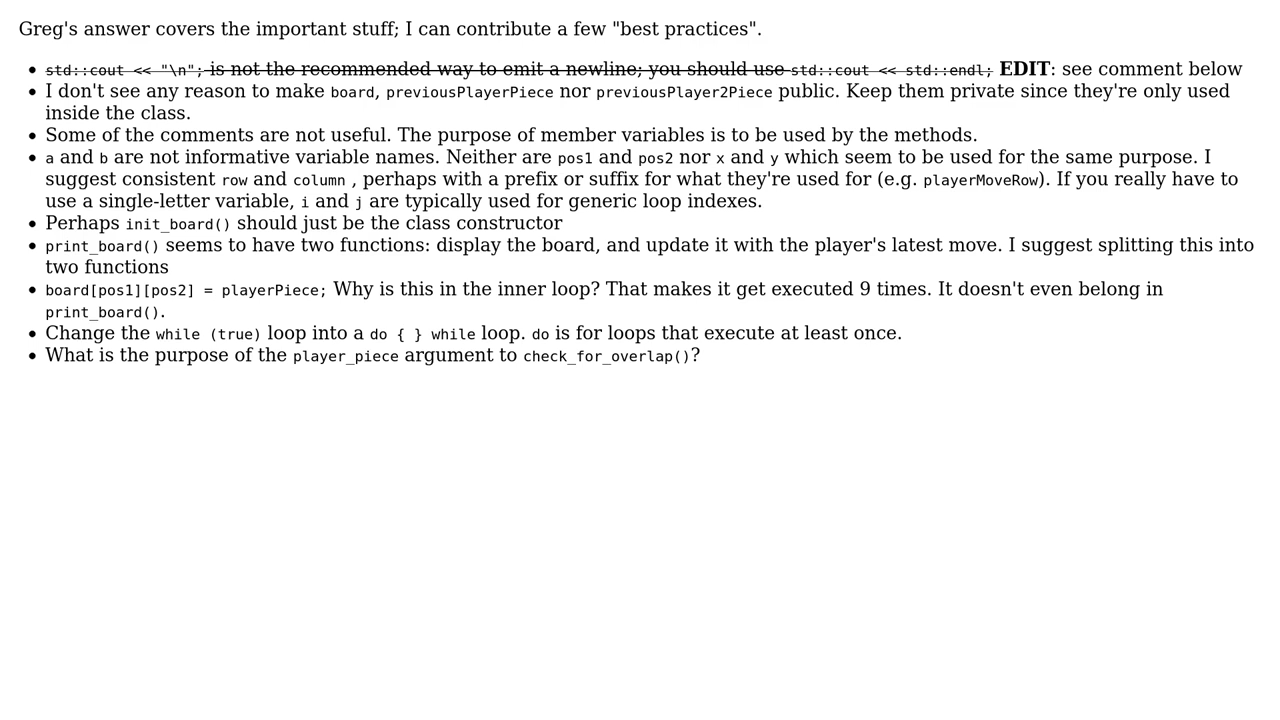 Greg's answer covers the important stuff; I can contribute a few "best practices".
• std::cout << "\n"; is not the recommended way to emit a newline; you should use std::cout << std::endl; EDIT: see comment below
• I don't see any reason to make board, previousPlayerPiece nor previousPlayer2Piece public. Keep them private since they're only used
inside the class.
• Some of the comments are not useful. The purpose of member variables is to be used by the methods.
• a and b are not informative variable names. Neither are pos1 and pos2 nor x and y which seem to be used for the same purpose. I
suggest consistent row and column , perhaps with a prefix or suffix for what they're used for (e.g. playerMoveRow). If you really have to
use a single-letter variable, i and j are typically used for generic loop indexes.
• Perhaps init_board() should just be the class constructor
• print_board() seems to have two functions: display the board, and update it with the player's latest move. I suggest splitting this into
two functions
• board[pos1][pos2] = playerPiece; Why is this in the inner loop? That makes it get executed 9 times. It doesn't even belong in
print_board().
• Change the while (true) loop into a do { } while loop. do is for loops that execute at least once.
• What is the purpose of the player_piece argument to check_for_overlap()?